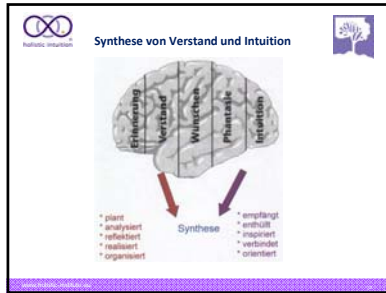 holistic intuition
Synthese von Verstand und Intuition
Erinnerung
Verstand
Wünschen
Phantasie
Intuition
* plant
* analysiert
* reflektiert
* realisiert
* organisiert
Synthese
* empfängt
* enthüllt
* inspiriert
* verbindet
* orientiert